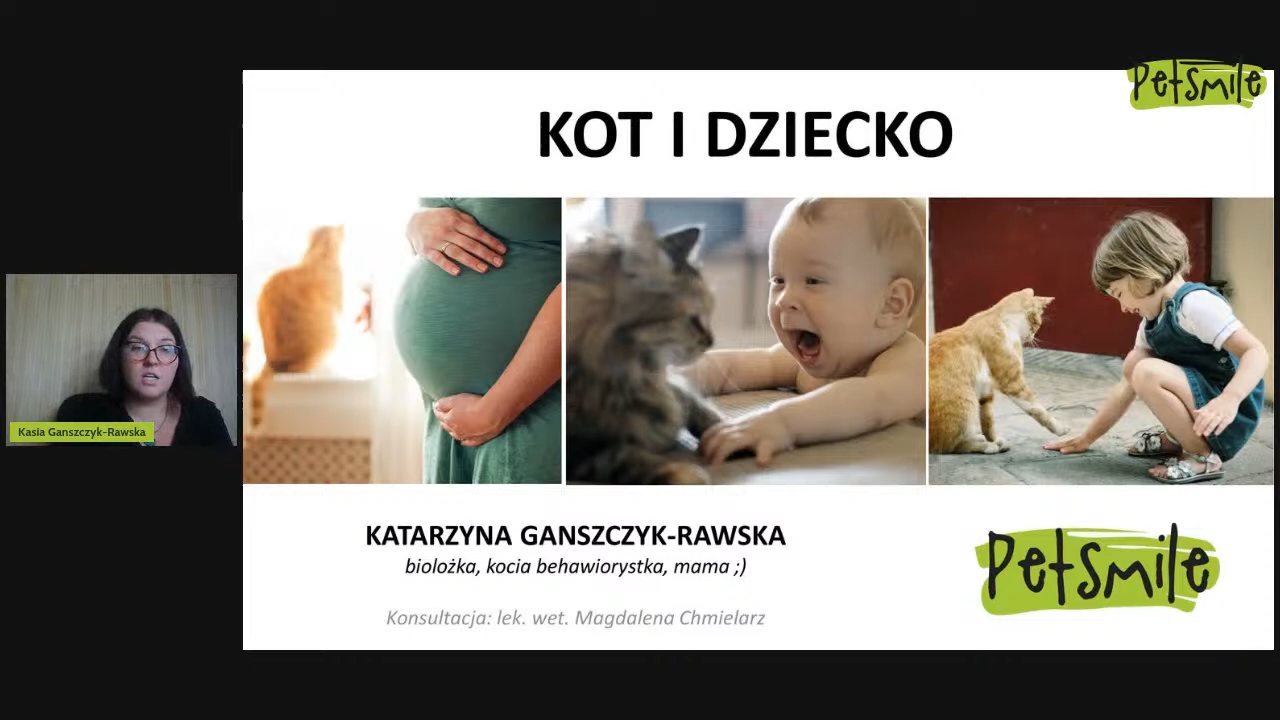 PetSmile
KOT I DZIECKO
Kasia Ganszczyk-Rawska
KATARZYNA GANSZCZYK-RAWSKA
biolożka, kocia behawiorystka, mama ;)
Konsultacja: lek. wet. Magdalena Chmielarz
PetSmile